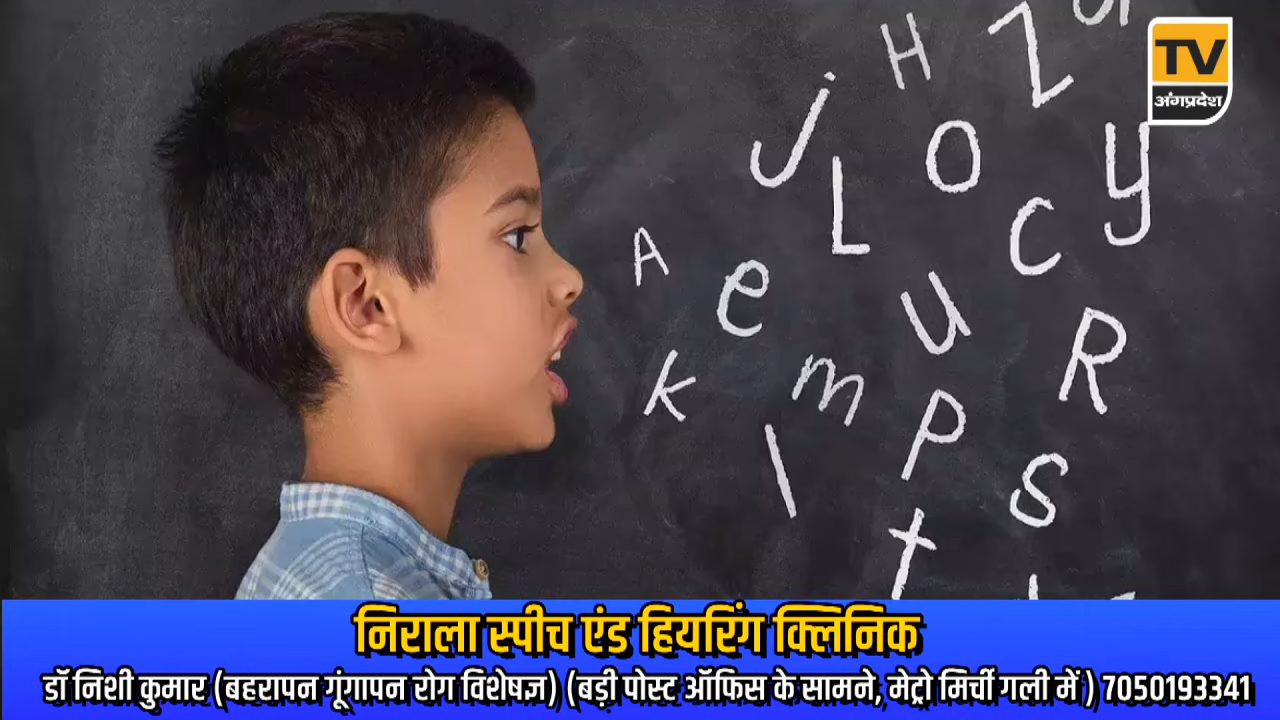 H Z
TV
अंगप्रदेश
j L O C y
A e u R
k m P
l S
t
निराला स्पीच एंड हियरिंग क्लिनिक
डॉ निशी कुमार (बहरापन गूंगापन रोग विशेषज्ञ) (बड़ी पोस्ट ऑफिस के सामने, मेट्रो मिर्ची गली में ) 7050193341